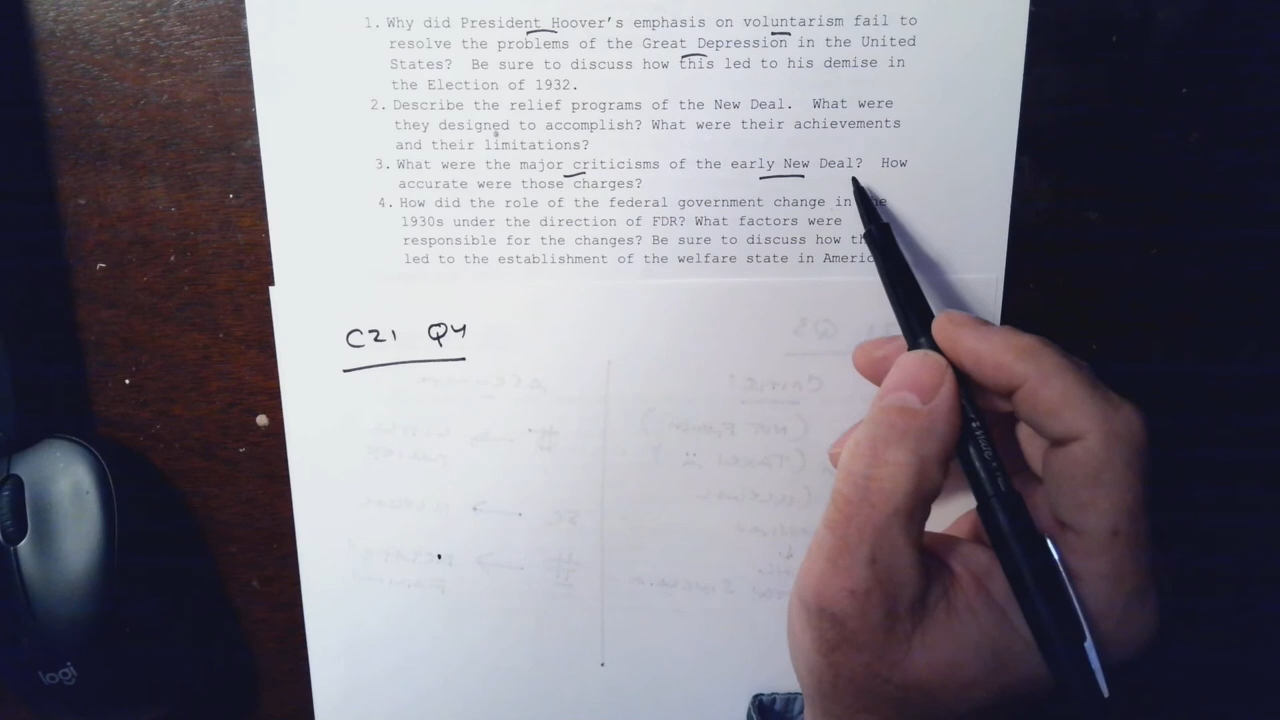 1. Why did President Hoover's emphasis on voluntarism fail to
resolve the problems of the Great Depression in the United
States? Be sure to discuss how this led to his demise in
the Election of 1932.
2. Describe the relief programs of the New Deal. What were
they designed to accomplish? What were their achievements
and their limitations?
3. What were the major criticisms of the early New Deal? How
accurate were those charges?
4. How did the role of the federal government change in
1930s under the direction of FDR? What factors were
responsible for the changes? Be sure to discuss how
led to the establishment of the welfare state in
C21 Q4
logi